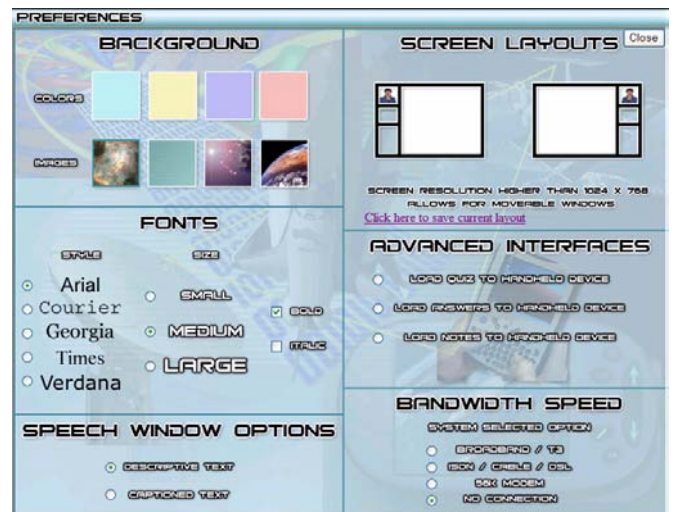 PREFERENCES
BACKGROUND
COLORS
IMAGES
FONTS
STYLE
SIZE
Arial
Courier
Georgia
Times
Verdana
SMALL
MEDIUM
LARGE
BOLD
ITALIC
SPEECH WINDOW OPTIONS
DESCRIPTIVE TEXT
CAPTIONED TEXT
SCREEN LAYOUTS
Close
SCREEN RESOLUTION HIGHER THAN 1024 X 768
ALLOWS FOR MOVEABLE WINDOWS
Click here to save current layout
ADVANCED INTERFACES
LOAD QUIZ TO HANDHELD DEVICE
LOAD ANSWERS TO HANDHELD DEVICE
LOAD NOTES TO HANDHELD DEVICE
BANDWIDTH SPEED
SYSTEM SELECTED OPTION
BROADBAND / T3
ISDN / CABLE / DSL
56K MODEM
NO CONNECTION